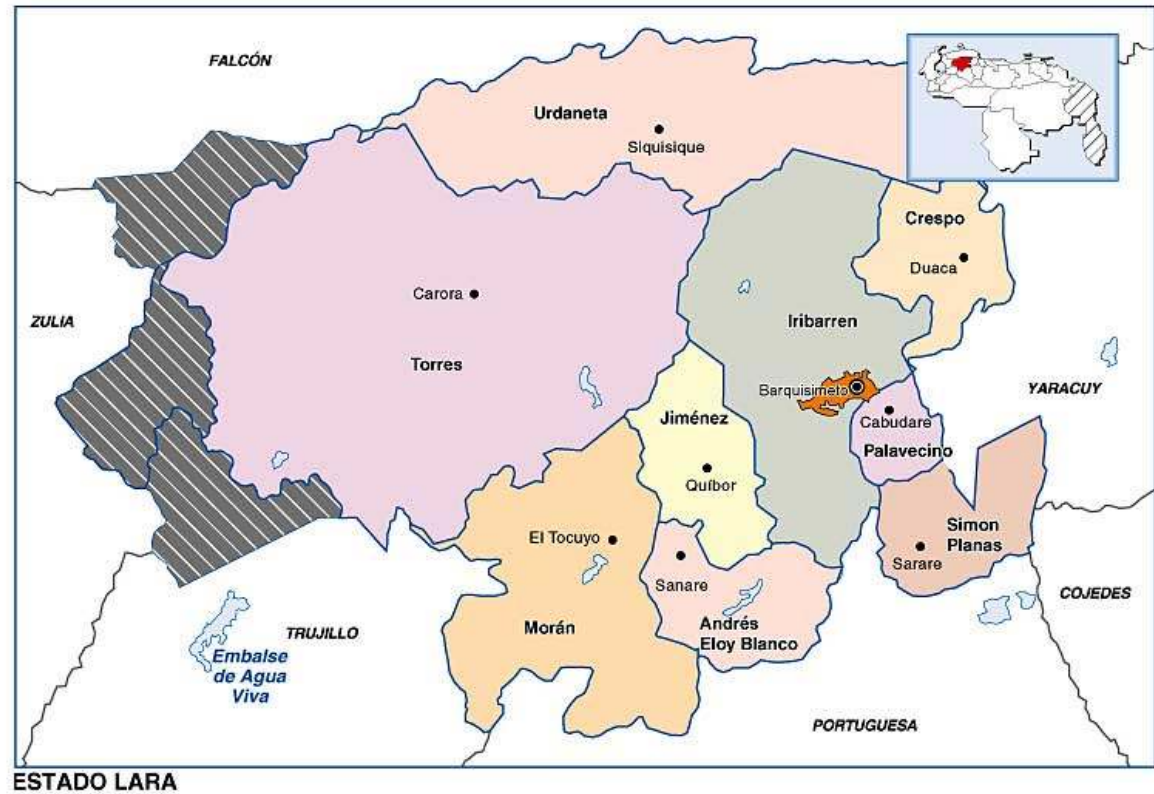 FALCÓN
Urdaneta
Siquisique
Crespo
Duaca
Carora
ZULIA
Iribarren
Torres
Barquisimeto
YARACUY
Jiménez
Cabudare
Palavecino
Quíbor
Simon
Planas
El Tocuyo
Sarare
Sanare
COJEDES
Morán
Andrés
Eloy Blanco
TRUJILLO
Embalse
de Agua
Viva
PORTUGUESA
ESTADO LARA